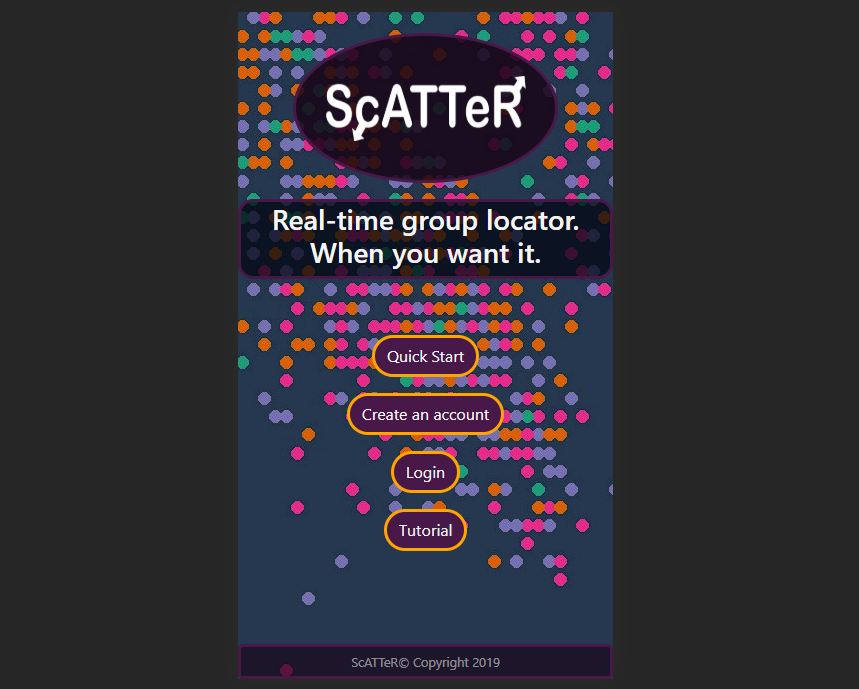 ScATTeR
Real-time group locator.
When you want it.
Quick Start
Create an account
Login
Tutorial
ScATTeR© Copyright 2019